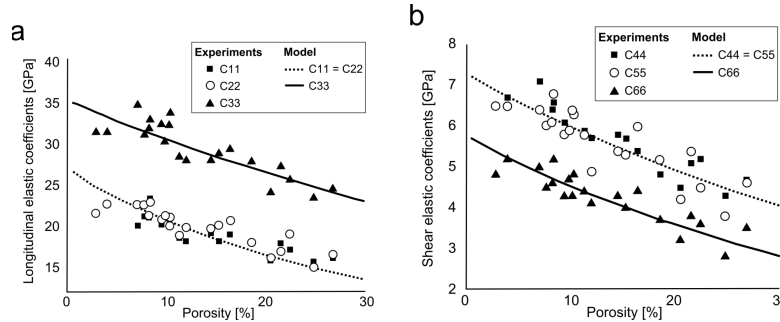 a
Longitudinal elastic coefficients [GPa]
40
35
30
25
20
15
0
10
20
30
Porosity [%]
Experiments Model
C11 C11 = C22
C22 C33
C33
b
Shear elastic coefficients [GPa]
8
7
6
5
4
3
2
0
10
20
3
Porosity [%]
Experiments Model
C44 C44 = C55
C55 C66
C66